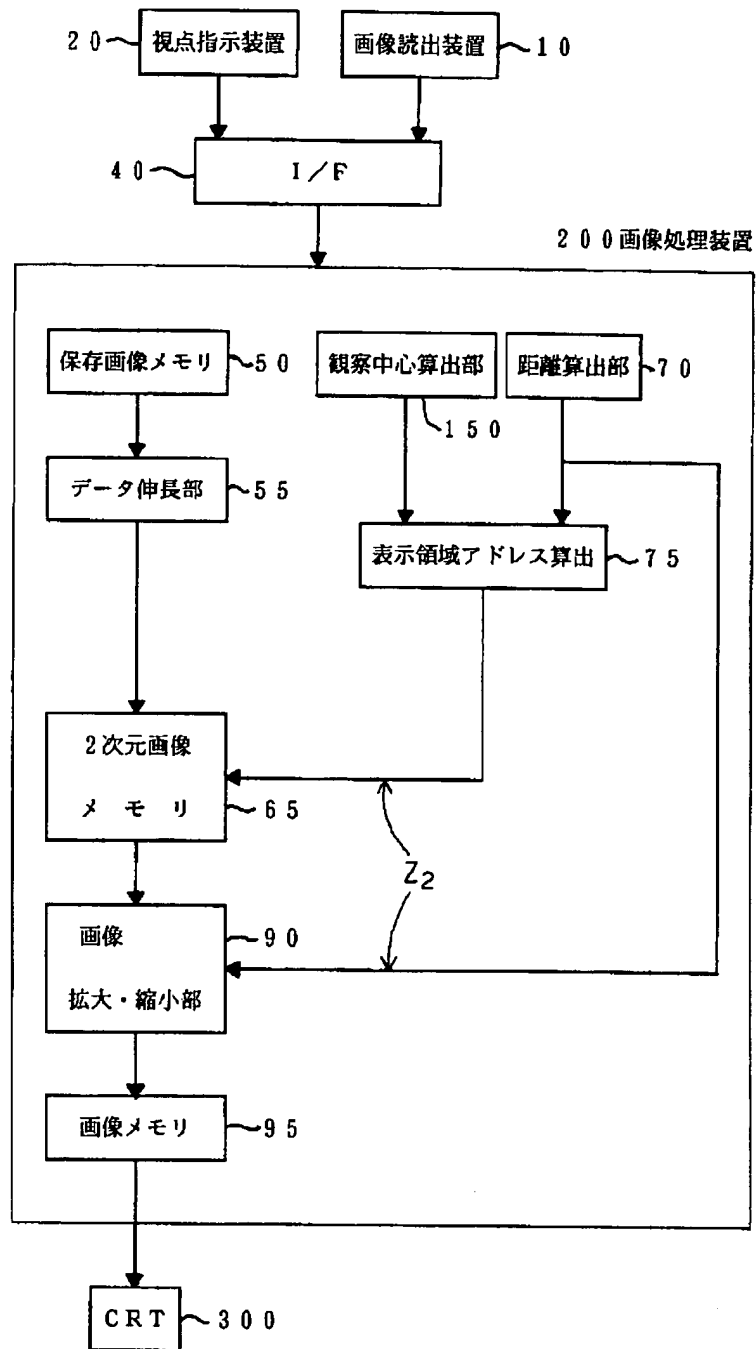 20 視点指示装置 画像読出装置 10
40 I/F
200画像処理装置
保存画像メモリ 50 観察中心算出部 距離算出部 70
150
データ伸長部 55
表示領域アドレス算出 75
2次元画像
メモリ 65
Z2
画像 90
拡大・縮小部
画像メモリ 95
CRT 300